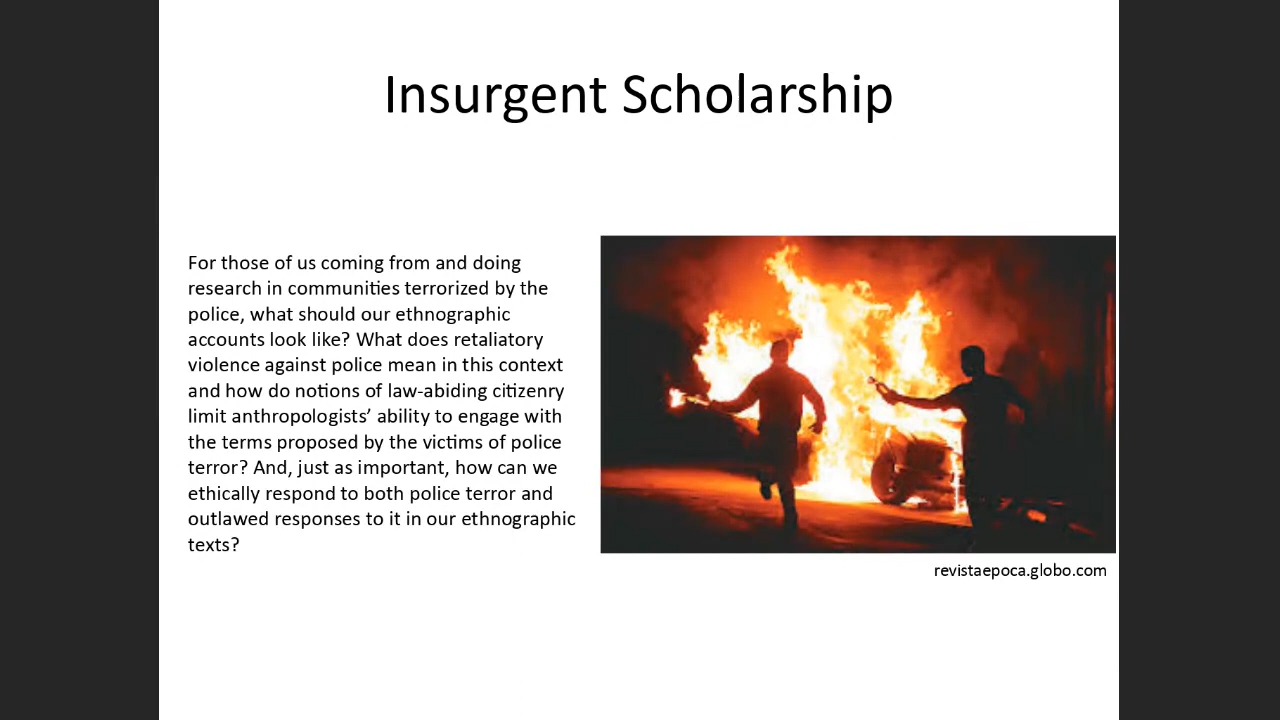 Insurgent Scholarship
For those of us coming from and doing
research in communities terrorized by the
police, what should our ethnographic
accounts look like? What does retaliatory
violence against police mean in this context
and how do notions of law-abiding citizenry
limit anthropologists’ ability to engage with
the terms proposed by the victims of police
terror? And, just as important, how can we
ethically respond to both police terror and
outlawed responses to it in our ethnographic
texts?
revistaepoca.globo.com